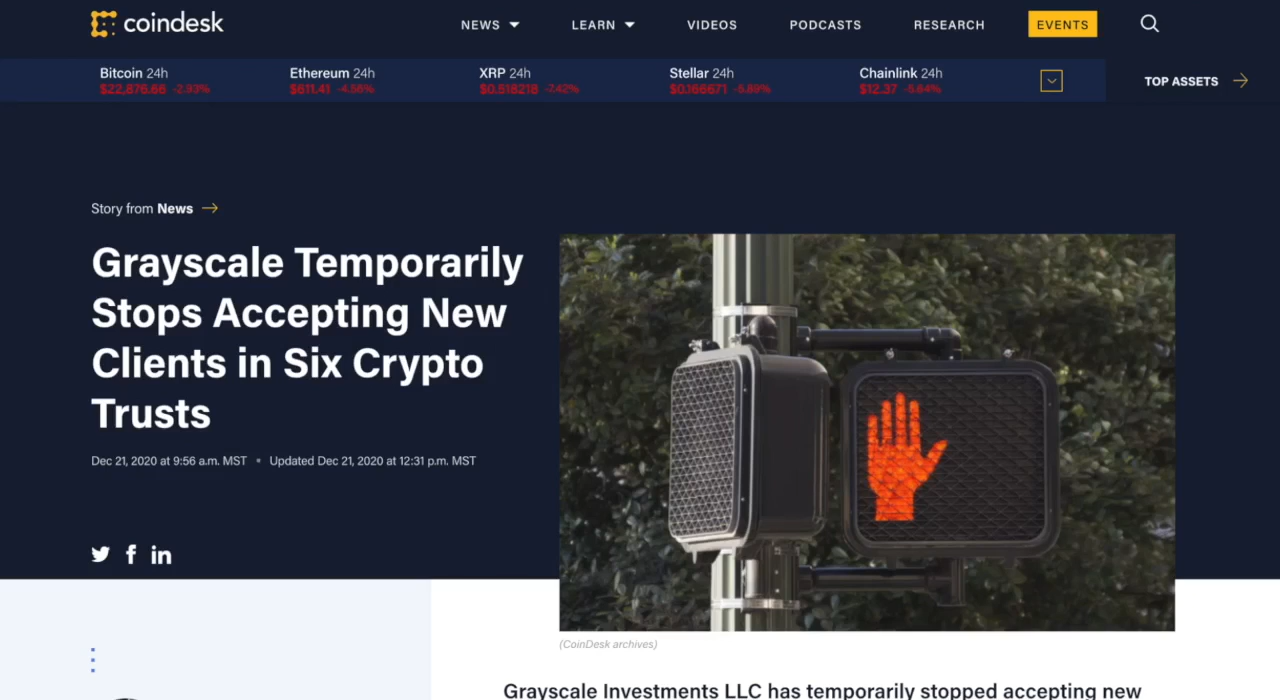 coindesk
NEWS LEARN VIDEOS PODCASTS RESEARCH EVENTS
Bitcoin 24h Ethereum 24h XRP 24h Stellar 24h Chainlink 24h
$22,876.66 -2.93% $611.41 -4.56% $0.518218 -7.42% $0.166671 -5.89% $12.37 -5.64%
TOP ASSETS
Story from News
Grayscale Temporarily
Stops Accepting New
Clients in Six Crypto
Trusts
Dec 21, 2020 at 9:56 a.m. MST Updated Dec 21, 2020 at 12:31 p.m. MST
(CoinDesk archives)
Grayscale Investments LLC has temporarily stopped accepting new